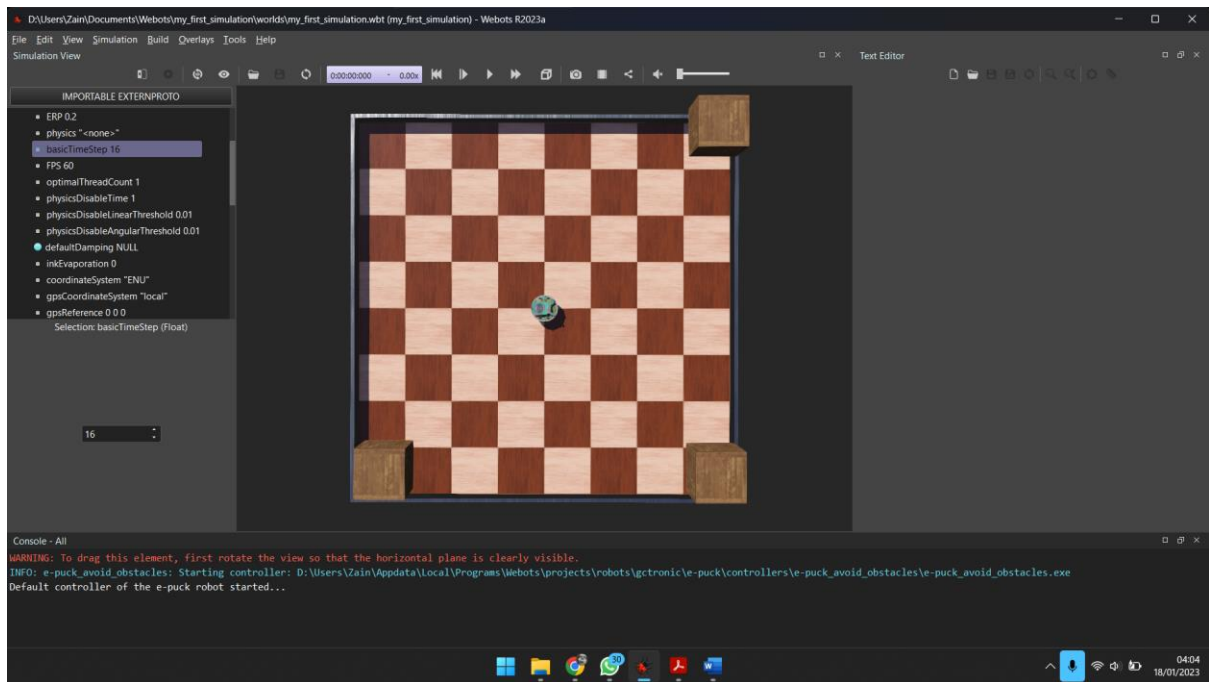 D:\Users\Zain\Documents\Webots\my_first_simulation\worlds\my_first_simulation.wbt (my_first_simulation) - Webots R2023a
File Edit View Simulation Build Overlays Tools Help
Simulation View
Text Editor
0:00:00:000 - 0.00x
IMPORTABLE EXTERNPROTO
ERP 0.2
physics "<none>"
basicTimeStep 16
FPS 60
optimalThreadCount 1
physicsDisableTime 1
physicsDisableLinearThreshold 0.01
physicsDisableAngularThreshold 0.01
defaultDamping NULL
inkEvaporation 0
coordinateSystem "ENU"
gpsCoordinateSystem "local"
gpsReference 0 0 0
Selection: basicTimeStep (Float)
16
Console - All
WARNING: To drag this element, first rotate the view so that the horizontal plane is clearly visible.
INFO: e-puck_avoid_obstacles: Starting controller: D:\Users\Zain\Appdata\Local\Programs\Webots\projects\robots\gctronic\e-puck\controllers\e-puck_avoid_obstacles\e-puck_avoid_obstacles.exe
Default controller of the e-puck robot started...
30
04:04
18/01/2023